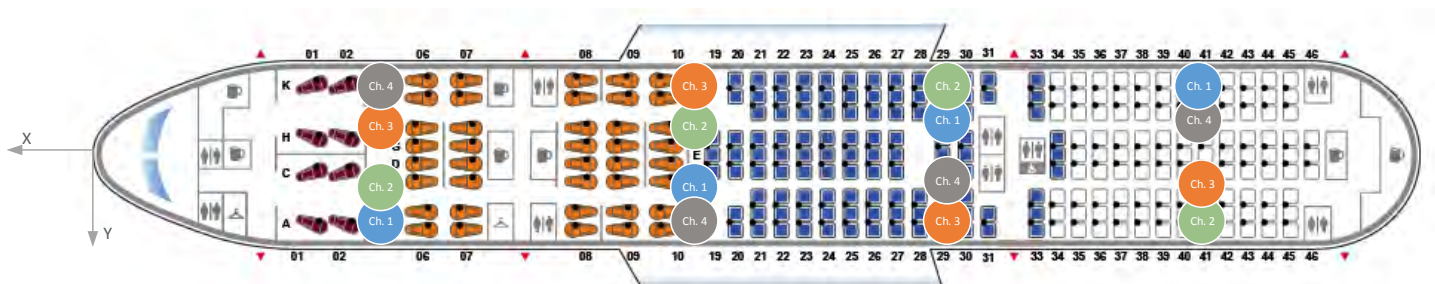 01 02 06 07 08 09 10 19 20 21 22 23 24 25 26 27 28 29 30 31 33 34 35 36 37 38 39 40 41 42 43 44 45 46
K Ch. 4 Ch. 3 Ch. 2 Ch. 1
Ch. 3 Ch. 2 Ch. 1 Ch. 4
X H G E
C D
Ch. 2 Ch. 1 Ch. 4 Ch. 3
A Ch. 1 Ch. 4 Ch. 3 Ch. 2
Y
01 02 06 07 08 09 10 19 20 21 22 23 24 25 26 27 28 29 30 31 33 34 35 36 37 38 39 40 41 42 43 44 45 46